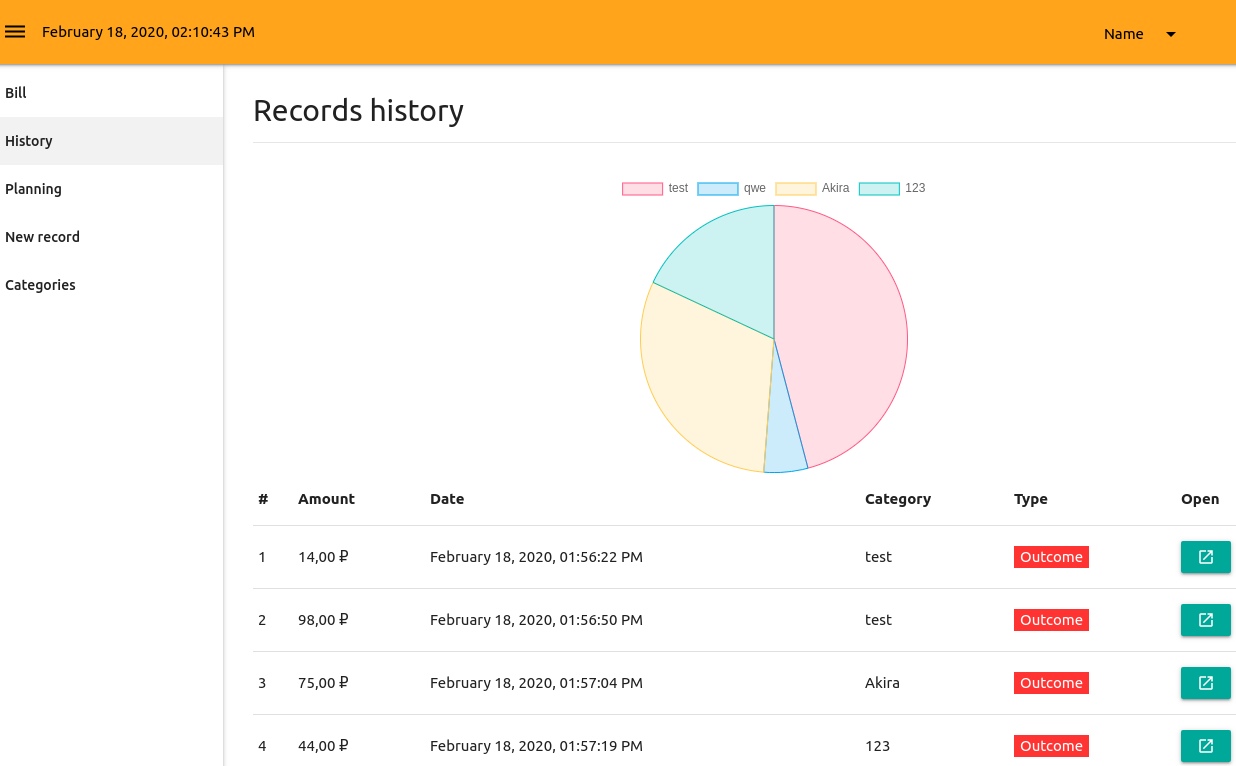 February 18, 2020, 02:10:43 PM
Name
Bill
History
Planning
New record
Categories
Records history
test qwe Akira 123
# Amount Date Category Type Open
1 14,00 ₽ February 18, 2020, 01:56:22 PM test Outcome
2 98,00 ₽ February 18, 2020, 01:56:50 PM test Outcome
3 75,00 ₽ February 18, 2020, 01:57:04 PM Akira Outcome
4 44,00 ₽ February 18, 2020, 01:57:19 PM 123 Outcome